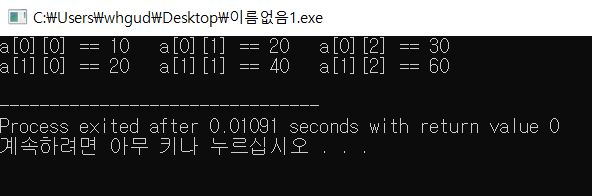 C:₩Users₩whgud₩Desktop₩이름없음1.exe
a[0][0] == 10 a[0][1] == 20 a[0][2] == 30
a[1][0] == 20 a[1][1] == 40 a[1][2] == 60
--------------------------------
Process exited after 0.01091 seconds with return value 0
계속하려면 아무 키나 누르십시오 . . .